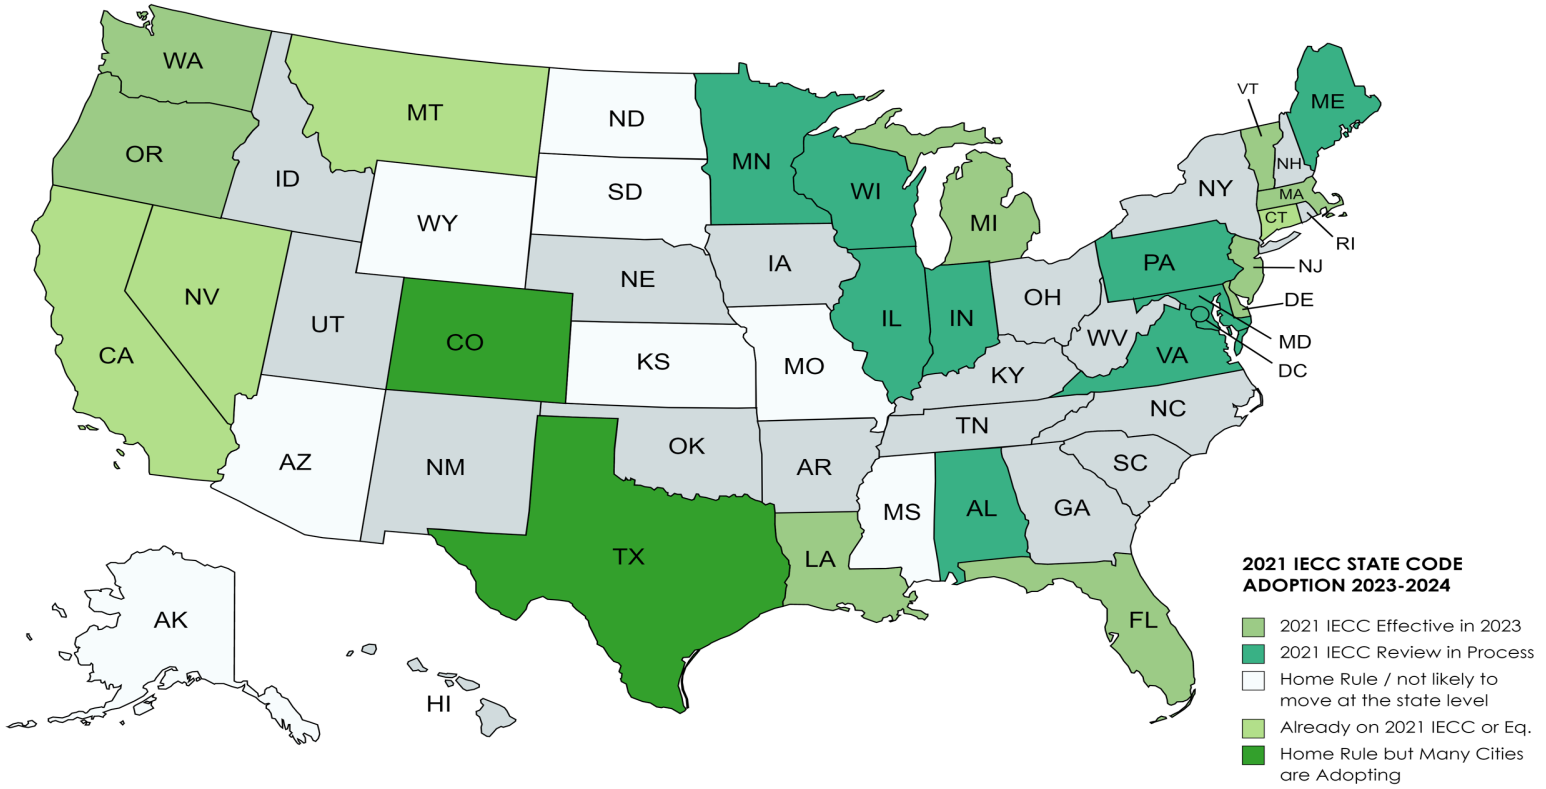 WA
OR
CA
NV
ID
MT
WY
UT
AZ
CO
NM
ND
SD
NE
KS
OK
TX
MN
IA
MO
AR
LA
WI
IL
MI
IN
OH
KY
TN
MS
AL
GA
FL
SC
NC
WV
VA
PA
NY
VT
NH
ME
MA
CT
RI
NJ
DE
MD
DC
AK
HI
2021 IECC STATE CODE
ADOPTION 2023-2024
2021 IECC Effective in 2023
2021 IECC Review in Process
Home Rule / not likely to
move at the state level
Already on 2021 IECC or Eq.
Home Rule but Many Cities
are Adopting